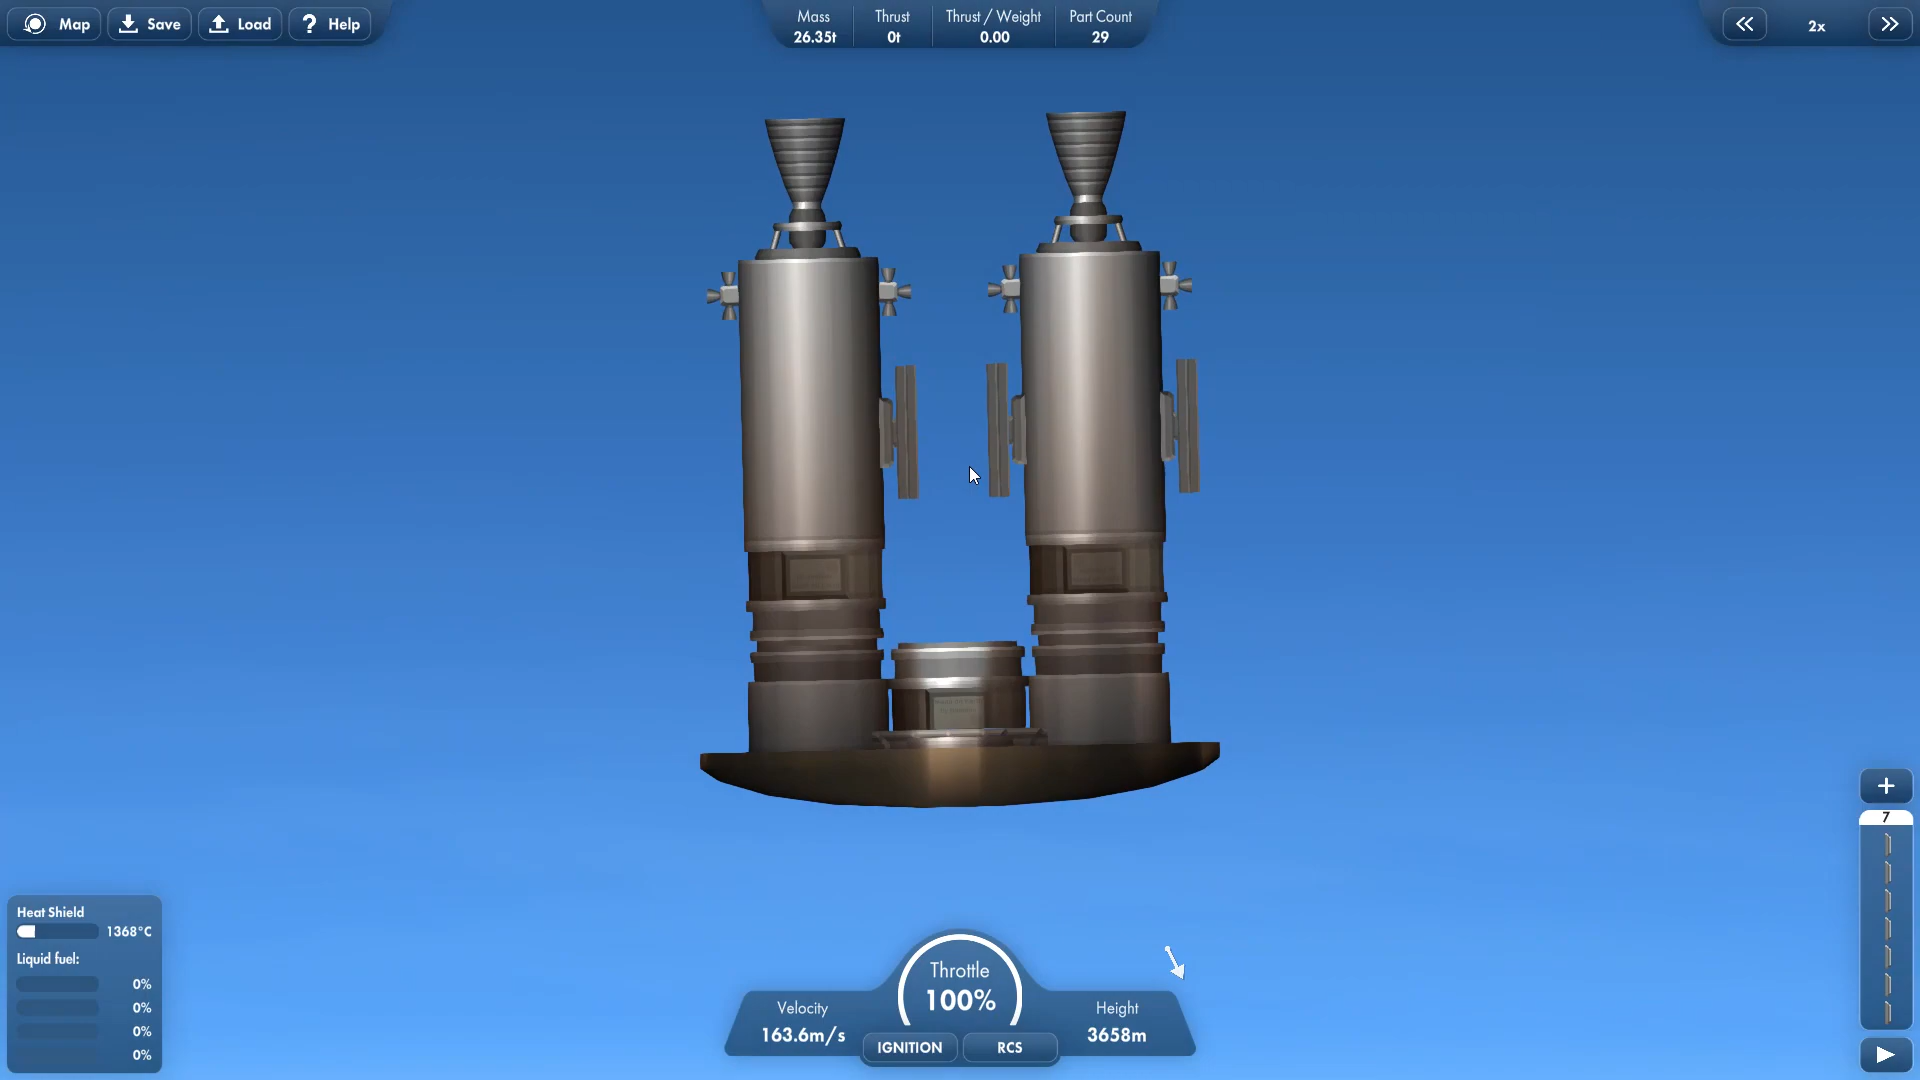 Map Save Load ? Help
Mass Thrust Thrust / Weight Part Count
26.35t 0t 0.00 29
2x
7
Heat Shield
1368°C
Liquid fuel:
0%
0%
0%
0%
Throttle
100%
Velocity
163.6m/s
Height
3658m
IGNITION RCS